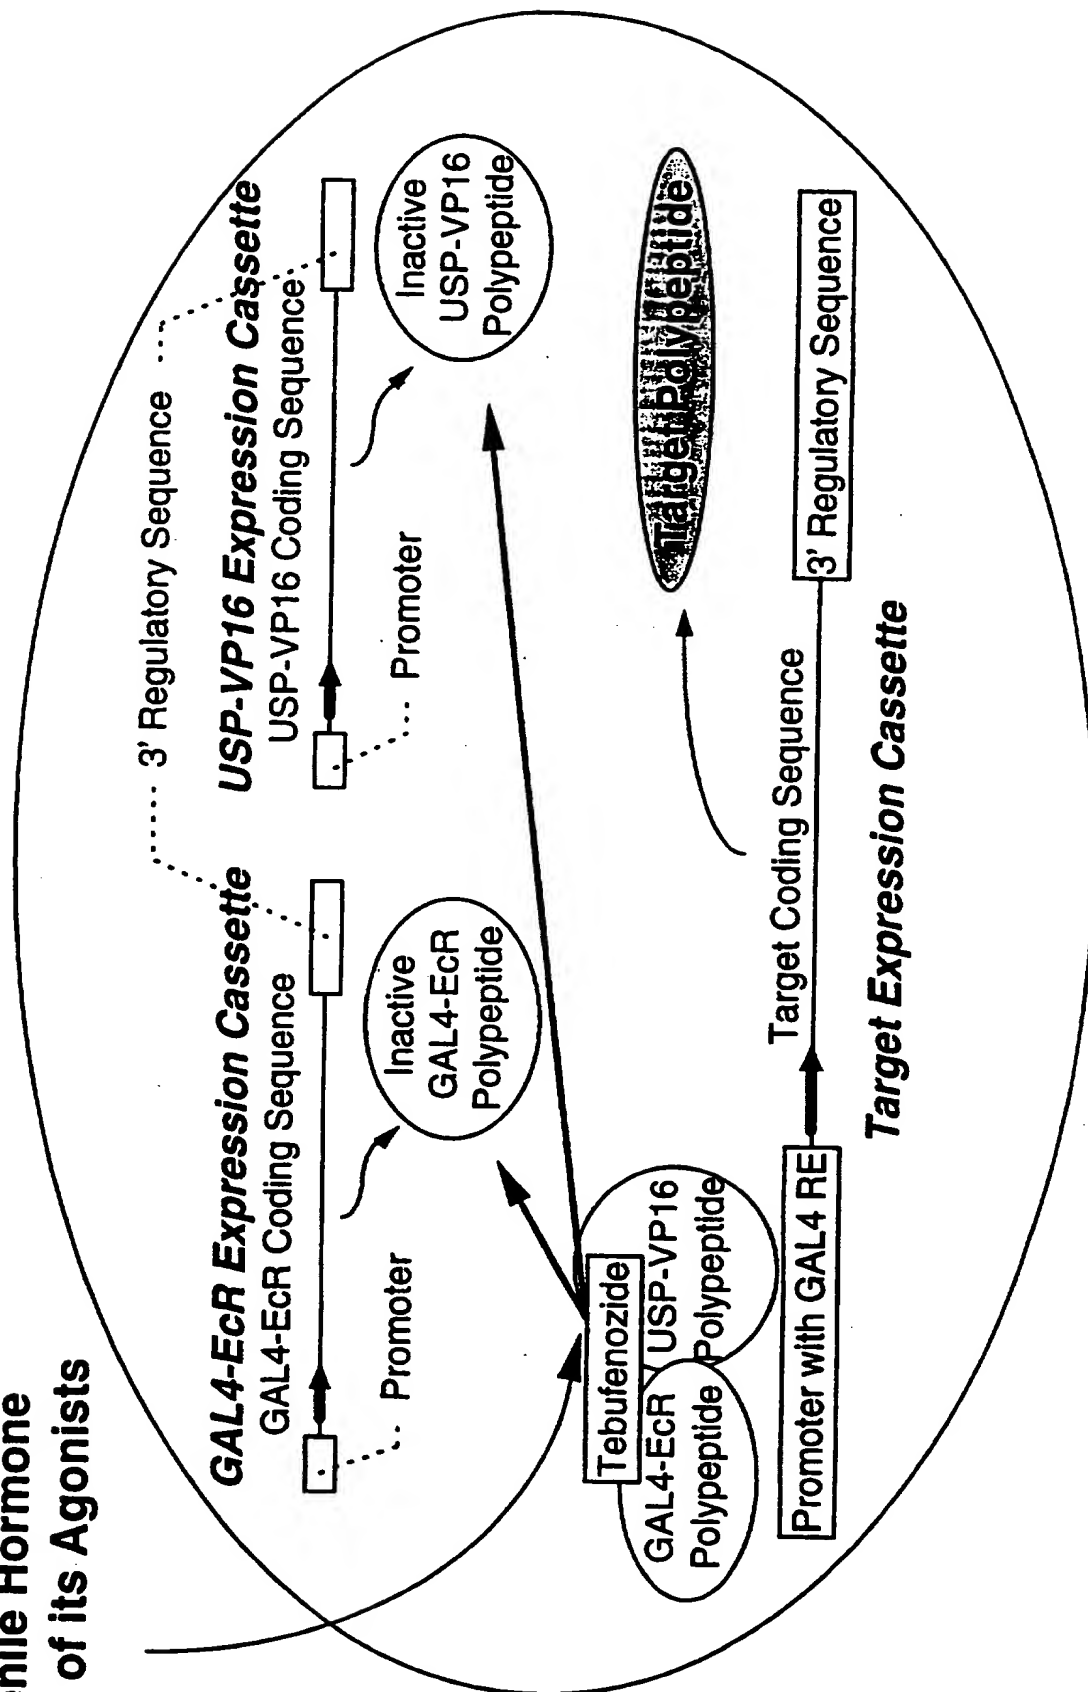 Hormone
of its Agonists
3' Regulatory Sequence
GAL4-EcR Expression Cassette
GAL4-EcR Coding Sequence
Promoter
Inactive
GAL4-EcR
Polypeptide
USP-VP16 Expression Cassette
USP-VP16 Coding Sequence
Promoter
Inactive
USP-VP16
Polypeptide
Tebufenozide
GAL4-EcR
Polypeptide
USP-VP16
Polypeptide
Target Polypeptide
Promoter with GAL4 RE
Target Coding Sequence
3' Regulatory Sequence
Target Expression Cassette